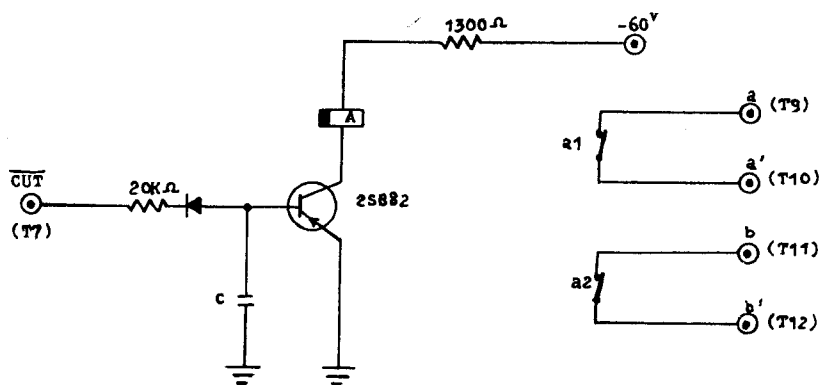 1300Ω
-60V
A
a
(T9)
a1
a'
(T10)
CUT
20KΩ
(T7)
2SB82
b
(T11)
a2
C
b'
(T12)